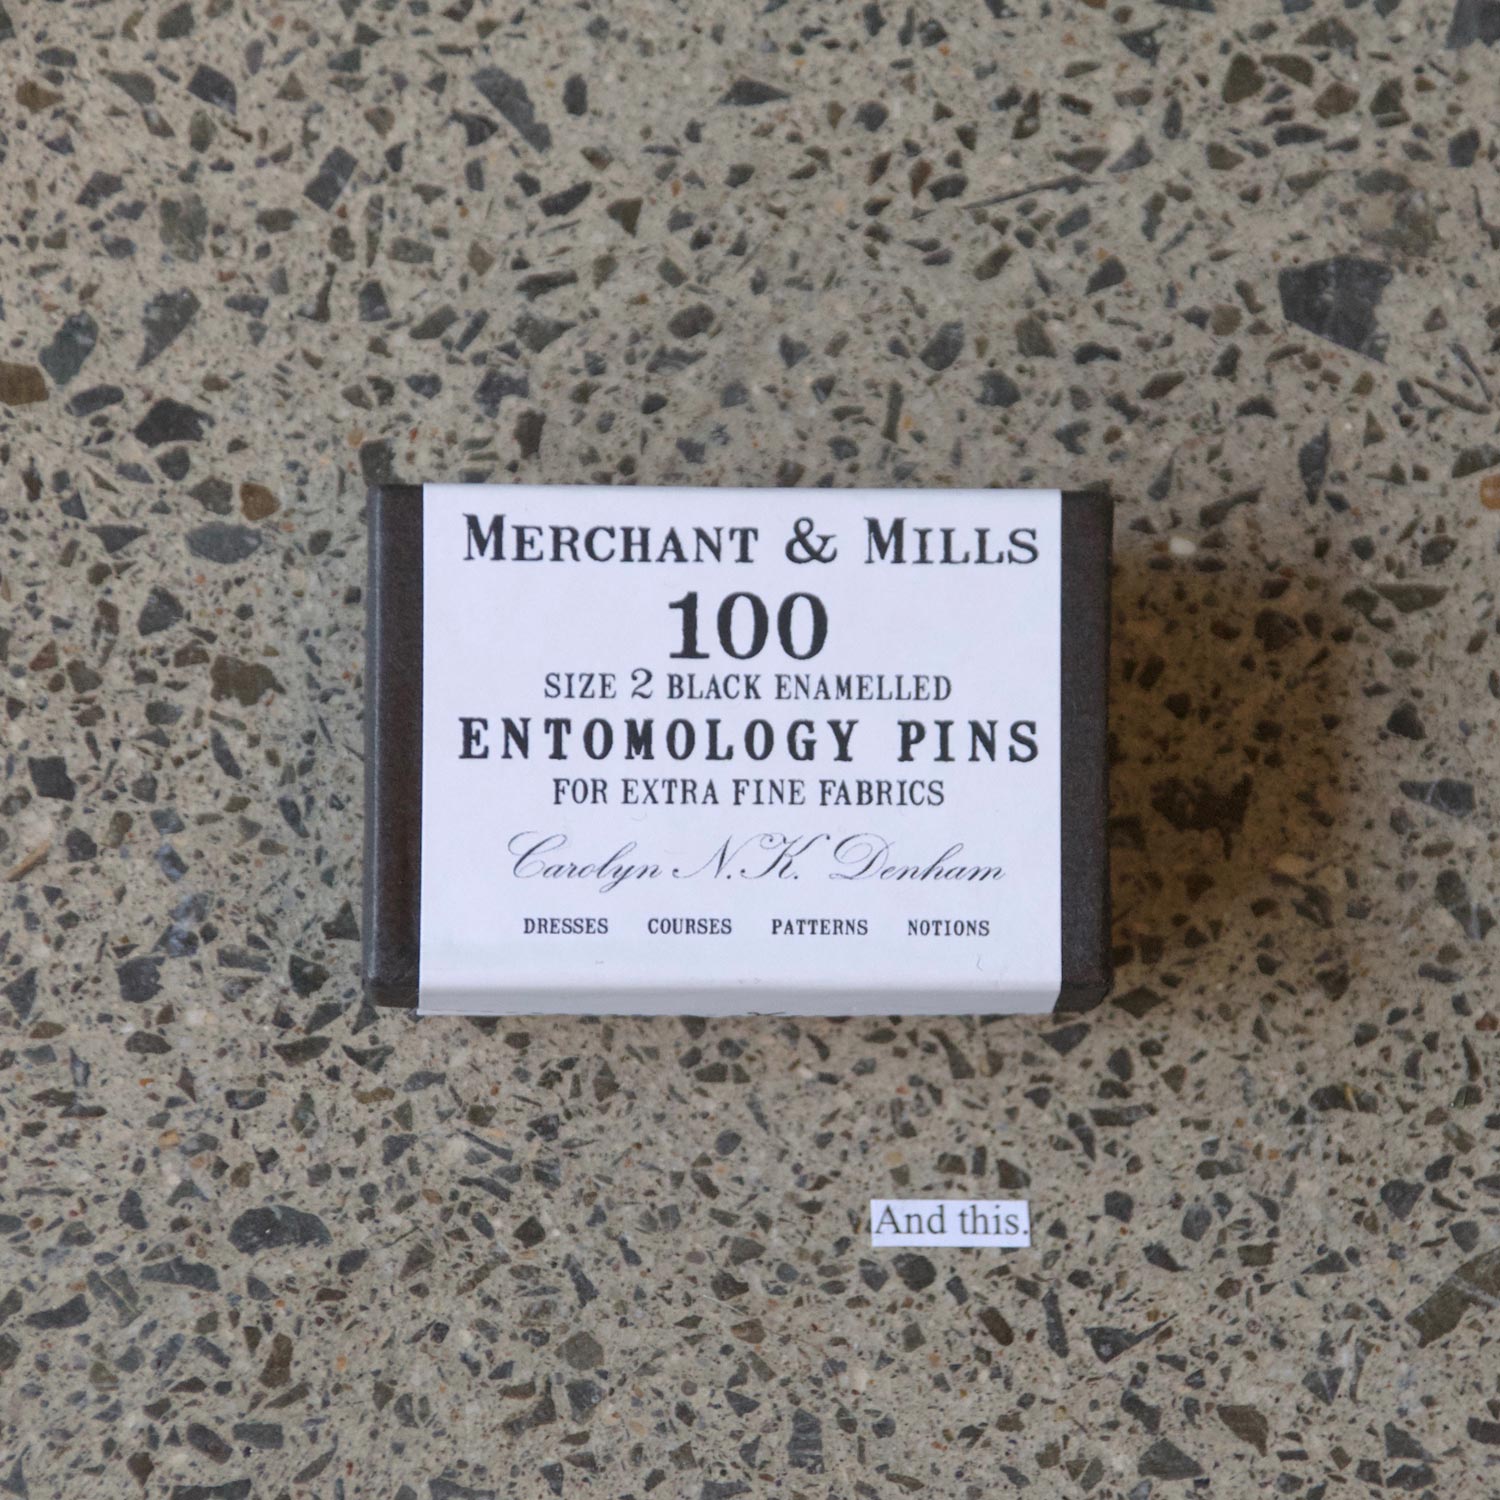 MERCHANT & MILLS
100
SIZE 2 BLACK ENAMELLED
ENTOMOLOGY PINS
FOR EXTRA FINE FABRICS
Carolyn N.K. Denham
DRESSES COURSES PATTERNS NOTIONS
And this.